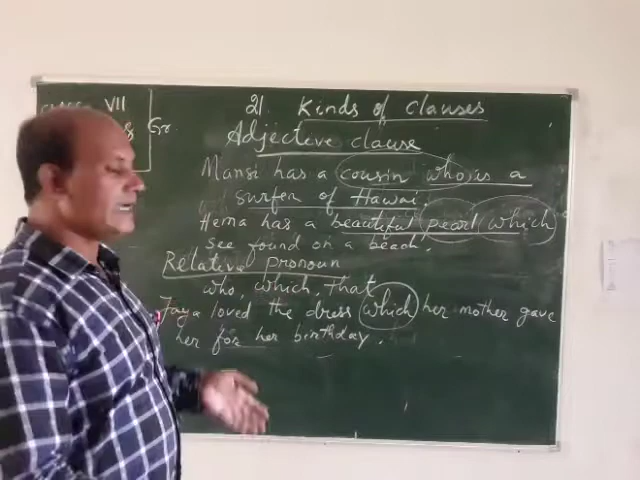 VII
Gr.
21. Kinds of clauses
Adjective clause
Mansi has a cousin who is a
surfer of Hawai.
Hema has a beautiful pearl which
see found on a beach.
Relative pronoun
who, which, that
Jaya loved the dress which her mother gave
her for her birthday.